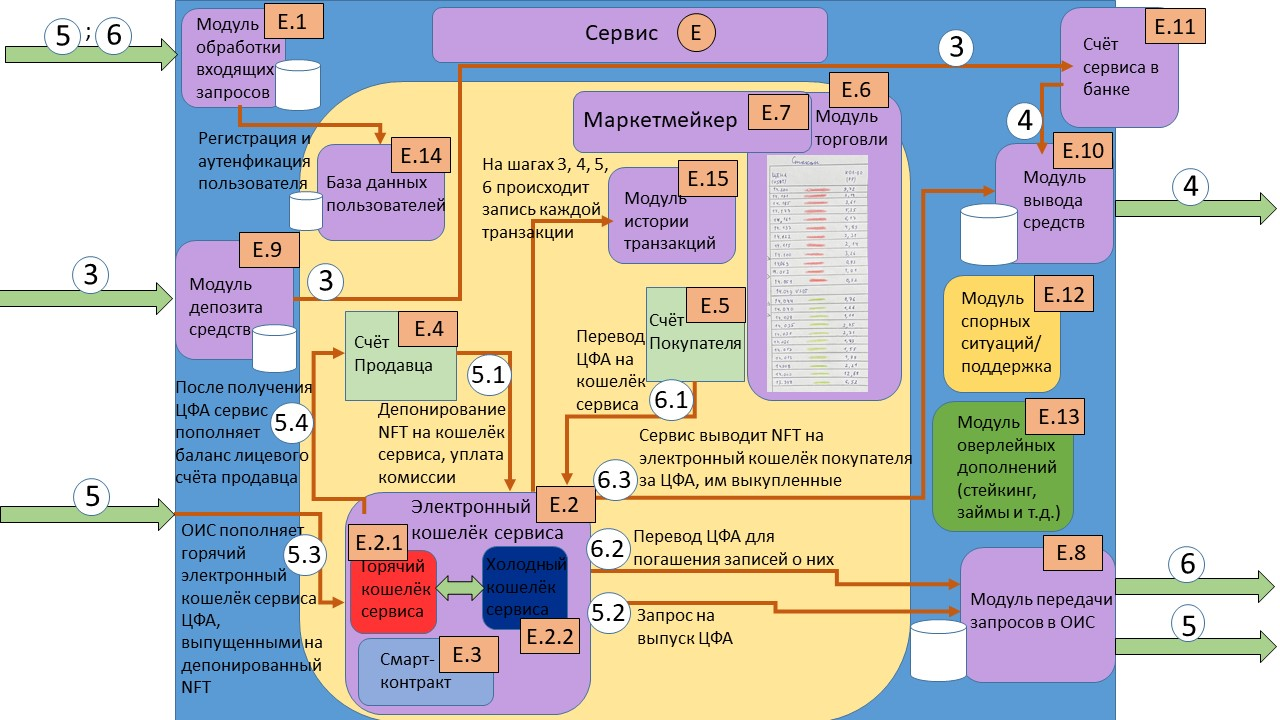 5 ; 6
Модуль
обработки
входящих
запросов
E.1
Сервис
E
3
E.11
Счёт
сервиса в
банке
4
E.10
Модуль
вывода
средств
4
Регистрация и
аутенфикация
пользователя
E.14
База данных
пользователей
На шагах 3, 4, 5,
6 происходит
запись каждой
транзакции
Маркетмейкер
E.7
E.6
Модуль
торговли
E.15
Модуль
истории
транзакций
E.9
Модуль
депозита
средств
3
3
E.4
Счёт
Продавца
5.1
E.5
Счёт
Покупателя
Перевод
ЦФА на
кошелёк
сервиса
6.1
E.12
Модуль
спорных
ситуаций/
поддержка
После получения
ЦФА сервис
пополняет
баланс лицевого
счёта продавца
5.4
Депонирование
NFT на кошелёк
сервиса, уплата
комиссии
Сервис выводит NFT на
электронный кошелёк покупателя
за ЦФА, им выкупленные
6.3
E.13
Модуль
оверлейных
дополнений
(стейкинг,
займы и т.д.)
5
ОИС пополняет
горячий
электронный
кошелёк сервиса
ЦФА,
выпущенными на
депонированный
NFT
5.3
Электронный
кошелёк сервиса
E.2
E.2.1
Горячий
кошелёк
сервиса
Холодный
кошелёк
сервиса
E.2.2
Смарт-
контракт
E.3
6.2
Перевод ЦФА для
погашения записей о них
5.2
Запрос на
выпуск ЦФА
E.8
Модуль передачи
запросов в ОИС
6
5